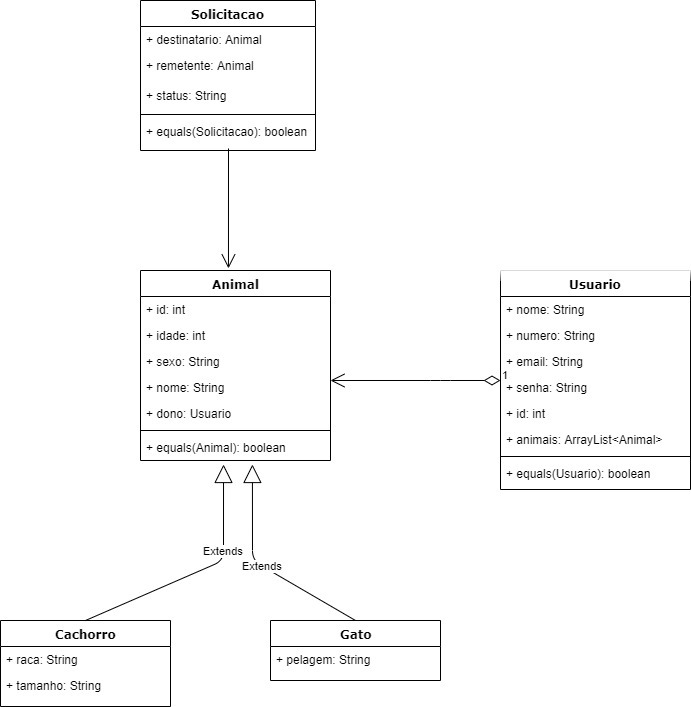 Solicitacao
+ destinatario: Animal
+ remetente: Animal
+ status: String
+ equals(Solicitacao): boolean
Animal
+ id: int
+ idade: int
+ sexo: String
+ nome: String
+ dono: Usuario
+ equals(Animal): boolean
Usuario
+ nome: String
+ numero: String
+ email: String
1
+ senha: String
+ id: int
+ animais: ArrayList<Animal>
+ equals(Usuario): boolean
Extends
Extends
Cachorro
+ raca: String
+ tamanho: String
Gato
+ pelagem: String